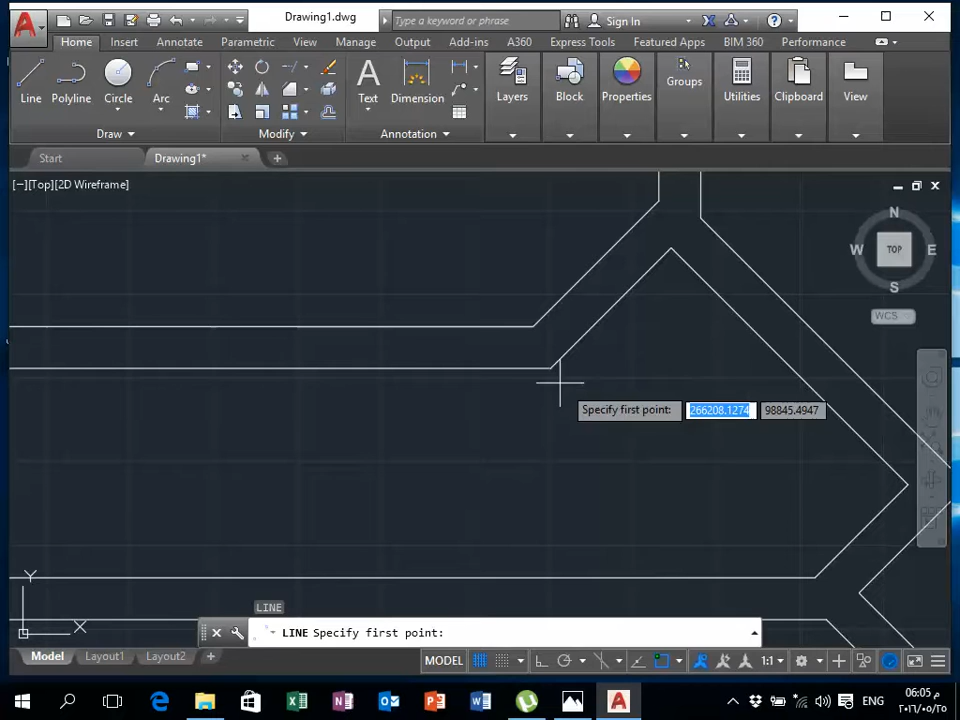 Drawing1.dwg
Type a keyword or phrase
Sign In
Home Insert Annotate Parametric View Manage Output Add-ins A360 Express Tools Featured Apps BIM 360 Performance
Line Polyline Circle Arc Text Dimension Layers Block Properties Groups Utilities Clipboard View
Draw Modify Annotation
Start Drawing1*
[−][Top][2D Wireframe]
N
W TOP E
S
WCS
Specify first point: 266208.1274 98845.4947
Y
X
LINE
LINE Specify first point:
Model Layout1 Layout2
MODEL 1:1
ENG
06:05 م
٢٠١٦/٠٥/٢٥